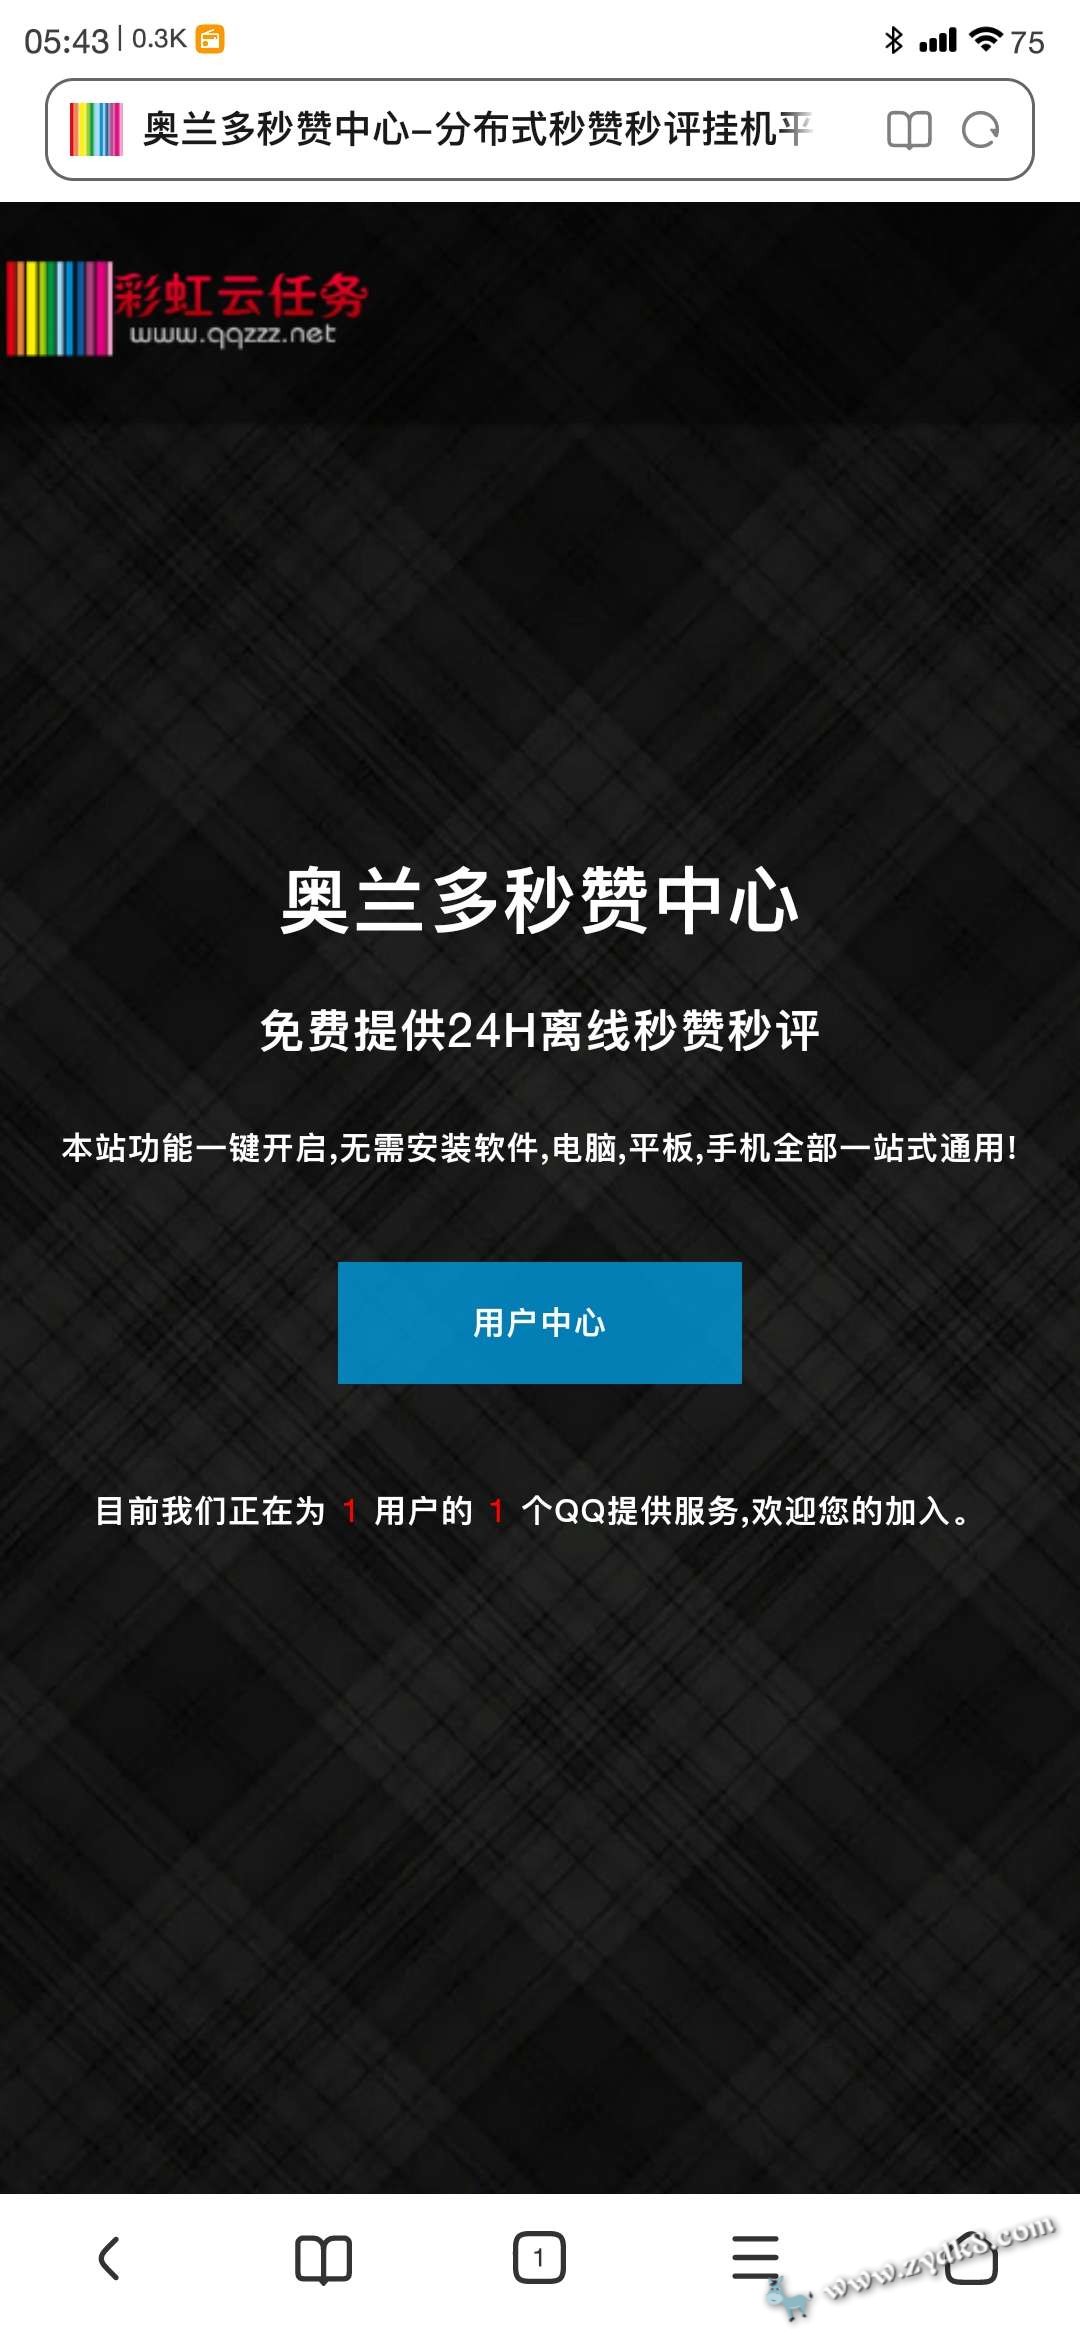 05:43 | 0.3K 75
奥兰多秒赞中心-分布式秒赞秒评挂机平
彩虹云任务
www.qqzzz.net
奥兰多秒赞中心
免费提供24H离线秒赞秒评
本站功能一键开启,无需安装软件,电脑,平板,手机全部一站式通用!
用户中心
目前我们正在为 1 用户的 1 个QQ提供服务,欢迎您的加入。
1
www.zydk8.com